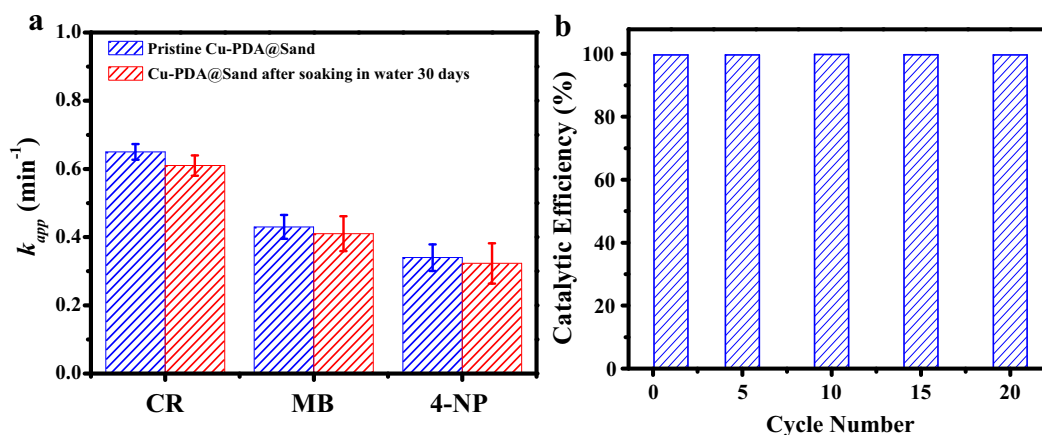 a
1.0
0.8
0.6
0.4
0.2
0.0
k_app (min⁻¹)
Pristine Cu-PDA@Sand
Cu-PDA@Sand after soaking in water 30 days
CR MB 4-NP
b
100
80
60
40
20
0
Catalytic Efficiency (%)
0 5 10 15 20
Cycle Number